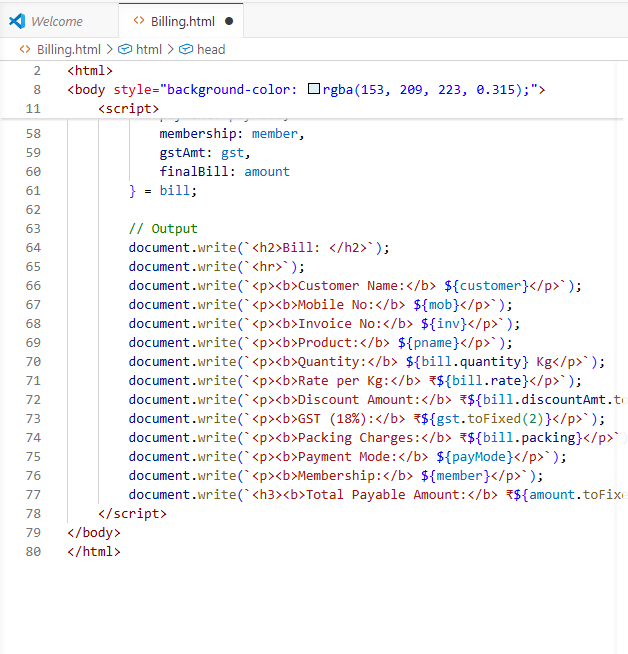 Welcome
<> Billing.html ●
<> Billing.html > html > head
2 <html>
8 <body style="background-color: rgba(153, 209, 223, 0.315);">
11 <script>
58 membership: member,
59 gstAmt: gst,
60 finalBill: amount
61 } = bill;
62
63 // Output
64 document.write(`<h2>Bill: </h2>`);
65 document.write(`<hr>`);
66 document.write(`<p><b>Customer Name:</b> ${customer}</p>`);
67 document.write(`<p><b>Mobile No:</b> ${mob}</p>`);
68 document.write(`<p><b>Invoice No:</b> ${inv}</p>`);
69 document.write(`<p><b>Product:</b> ${pname}</p>`);
70 document.write(`<p><b>Quantity:</b> ${bill.quantity} Kg</p>`);
71 document.write(`<p><b>Rate per Kg:</b> ₹${bill.rate}</p>`);
72 document.write(`<p><b>Discount Amount:</b> ₹${bill.discountAmt.to
73 document.write(`<p><b>GST (18%):</b> ₹${gst.toFixed(2)}</p>`);
74 document.write(`<p><b>Packing Charges:</b> ₹${bill.packing}</p>`
75 document.write(`<p><b>Payment Mode:</b> ${payMode}</p>`);
76 document.write(`<p><b>Membership:</b> ${member}</p>`);
77 document.write(`<h3><b>Total Payable Amount:</b> ₹${amount.toFixe
78 </script>
79 </body>
80 </html>